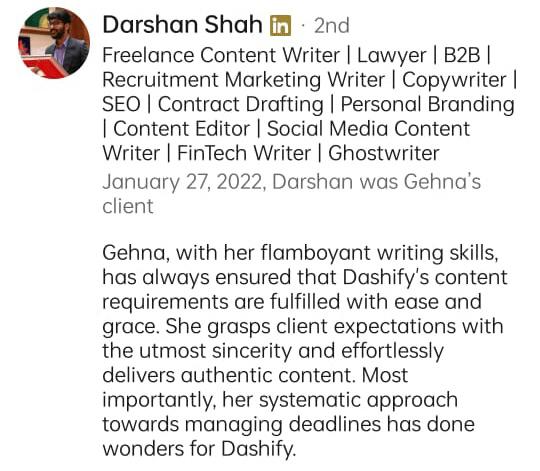 Darshan Shah in · 2nd
Freelance Content Writer | Lawyer | B2B |
Recruitment Marketing Writer | Copywriter |
SEO | Contract Drafting | Personal Branding
| Content Editor | Social Media Content
Writer | FinTech Writer | Ghostwriter
January 27, 2022, Darshan was Gehna's
client
Gehna, with her flamboyant writing skills,
has always ensured that Dashify's content
requirements are fulfilled with ease and
grace. She grasps client expectations with
the utmost sincerity and effortlessly
delivers authentic content. Most
importantly, her systematic approach
towards managing deadlines has done
wonders for Dashify.